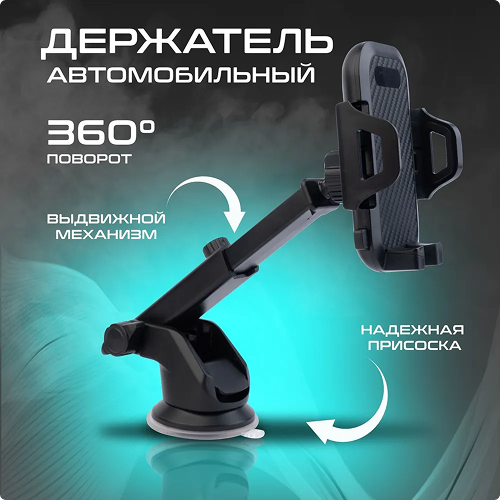 ДЕРЖАТЕЛЬ
АВТОМОБИЛЬНЫЙ
360°
ПОВОРОТ
ВЫДВИЖНОЙ
МЕХАНИЗМ
НАДЕЖНАЯ
ПРИСОСКА